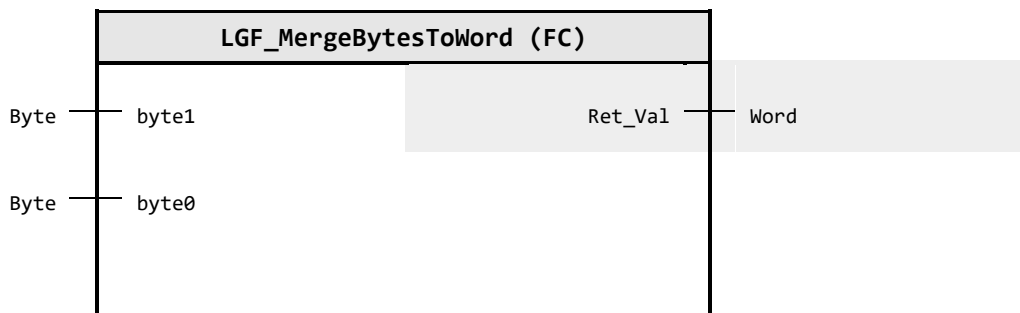 LGF_MergeBytesToWord (FC)
Byte byte1 Ret_Val Word
Byte byte0